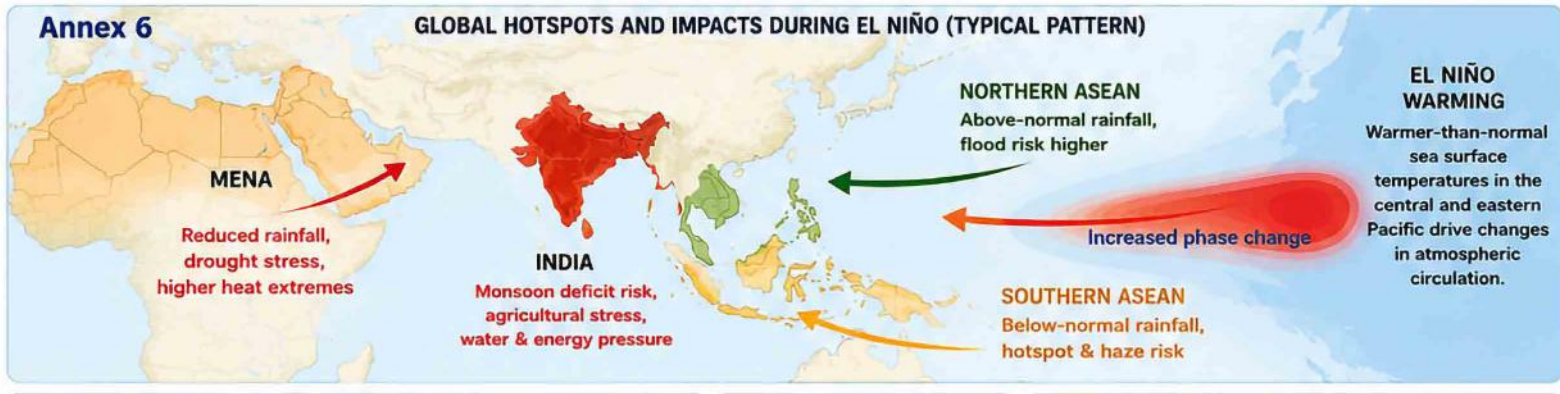 Annex 6
GLOBAL HOTSPOTS AND IMPACTS DURING EL NIÑO (TYPICAL PATTERN)
MENA
Reduced rainfall,
drought stress,
higher heat extremes
INDIA
Monsoon deficit risk,
agricultural stress,
water & energy pressure
NORTHERN ASEAN
Above-normal rainfall,
flood risk higher
Increased phase change
SOUTHERN ASEAN
Below-normal rainfall,
hotspot & haze risk
EL NIÑO
WARMING
Warmer-than-normal
sea surface
temperatures in the
central and eastern
Pacific drive changes
in atmospheric
circulation.